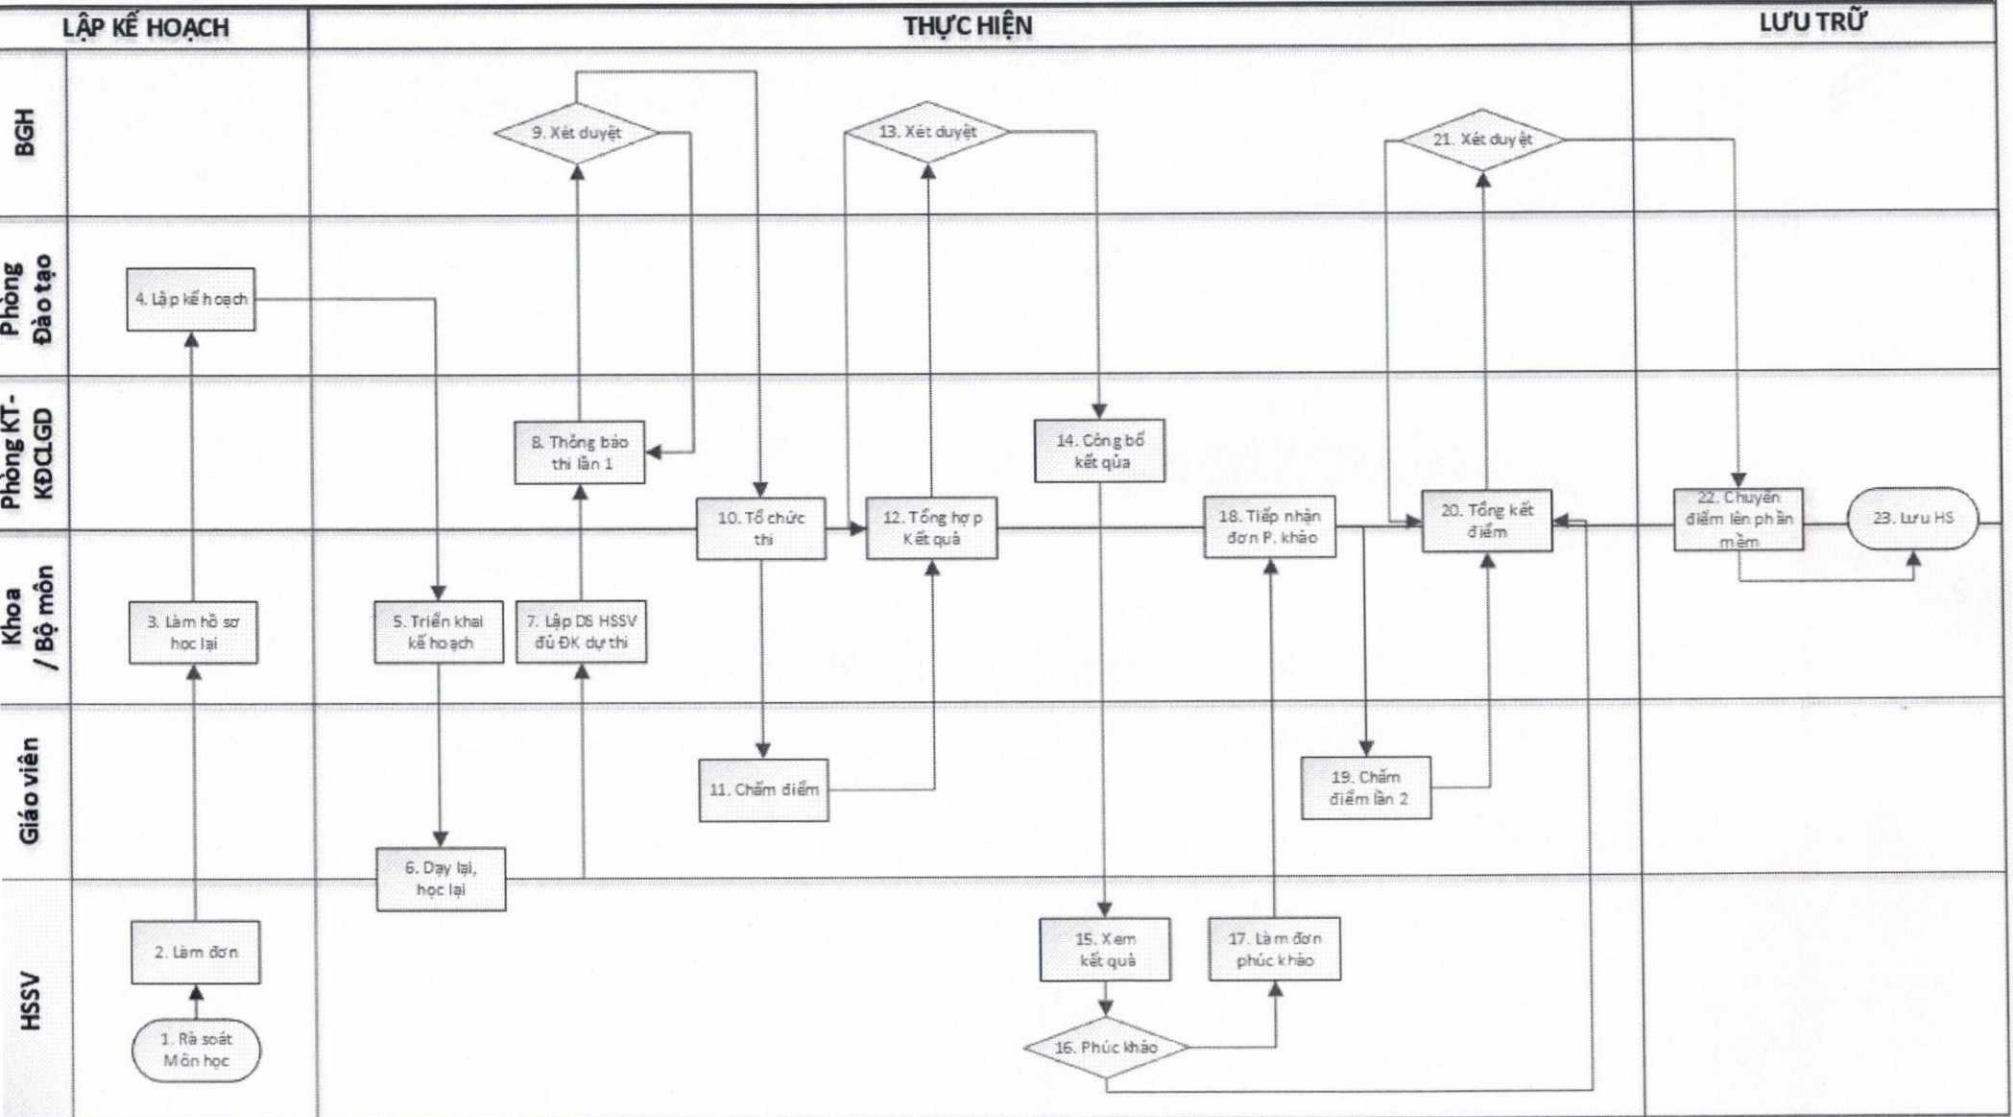 LẬP KẾ HOẠCH
THỰC HIỆN
LƯU TRỮ
BGH
9. Xét duyệt
13. Xét duyệt
21. Xét duyệt
Phòng
Đào tạo
4. Lập kế hoạch
Phòng KT-
KĐCLGD
8. Thông báo
thi lần 1
14. Công bố
kết qủa
10. Tổ chức
thi
12. Tổng hợp
Kết quả
18. Tiếp nhận
đơn P. khảo
20. Tổng kết
điểm
22. Chuyển
điểm lên phần
mềm
23. Lưu HS
Khoa
/ Bộ môn
3. Làm hồ sơ
học lại
5. Triển khai
kế hoạch
7. Lập DS HSSV
đủ ĐK dự thi
Giáo viên
11. Chấm điểm
19. Chấm
điểm lần 2
6. Dạy lại,
học lại
HSSV
2. Làm đơn
15. Xem
kết quả
17. Làm đơn
phúc khảo
1. Rà soát
Môn học
16. Phúc khảo